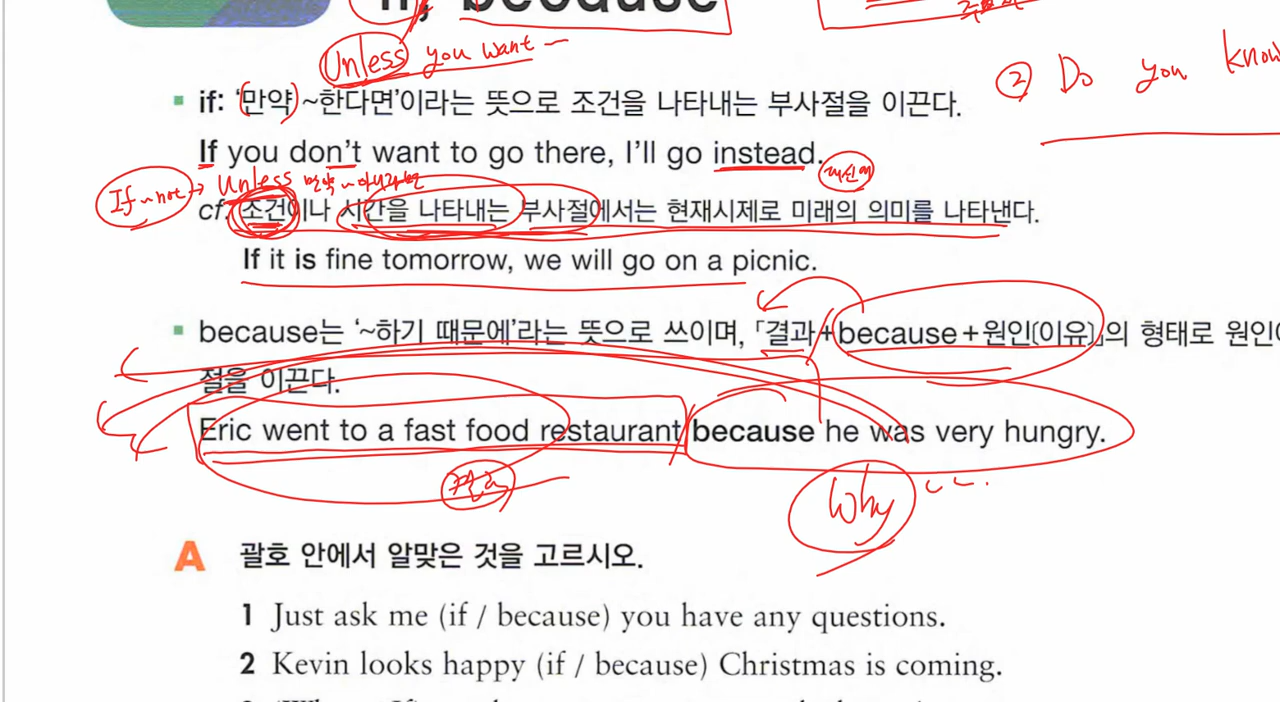 if, because
Unless you want ~
② Do you know
if: '만약 ~한다면'이라는 뜻으로 조건을 나타내는 부사절을 이끈다.
If you don't want to go there, I'll go instead.
대신에
If ~not → Unless 만약 ~아니라면
cf. 조건이나 시간을 나타내는 부사절에서는 현재시제로 미래의 의미를 나타낸다.
If it is fine tomorrow, we will go on a picnic.
because는 '~하기 때문에'라는 뜻으로 쓰이며, 「결과+because+원인(이유)」의 형태로 원인
절을 이끈다.
Eric went to a fast food restaurant because he was very hungry.
결과
Why
A 괄호 안에서 알맞은 것을 고르시오.
1 Just ask me (if / because) you have any questions.
2 Kevin looks happy (if / because) Christmas is coming.